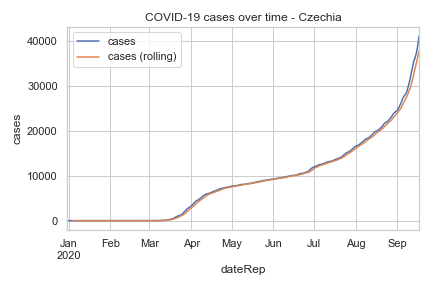 COVID-19 cases over time - Czechia
cases
cases (rolling)
40000
30000
20000
10000
0
cases
Jan Feb Mar Apr May Jun Jul Aug Sep
2020
dateRep